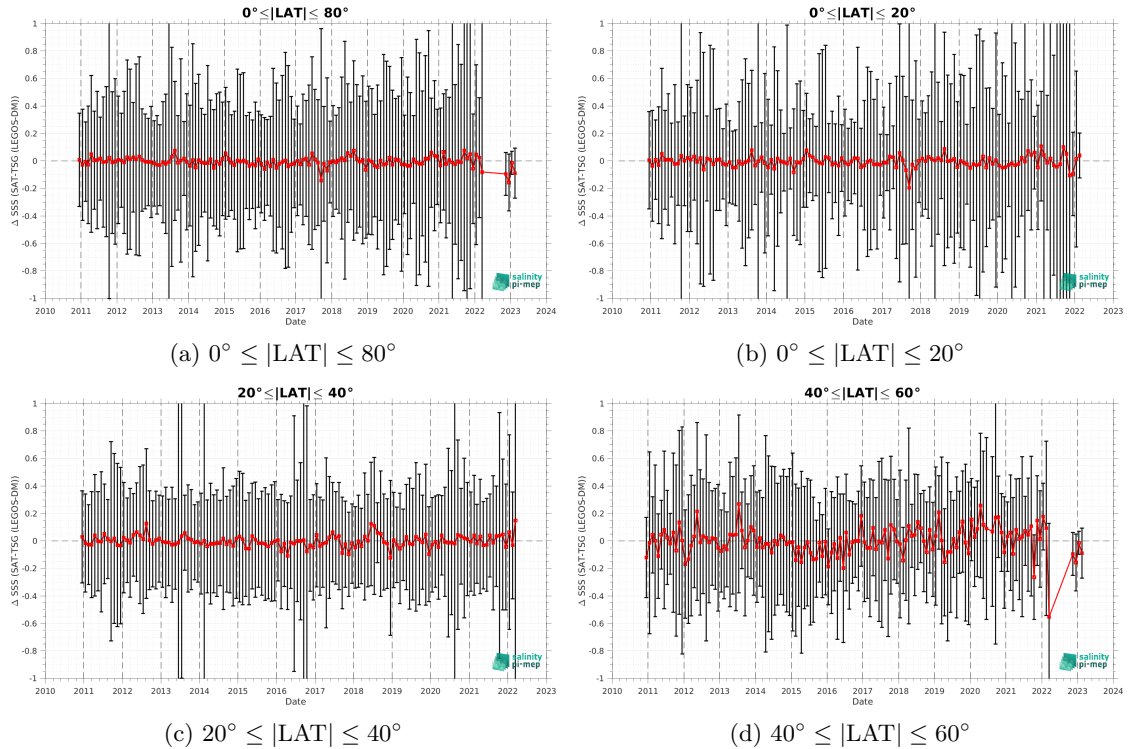 0°≤|LAT|≤ 80°
1
0.8
0.6
0.4
0.2
0
-0.2
-0.4
-0.6
-0.8
-1
Δ SSS (SAT-TSG (LEGOS-DM))
2010 2011 2012 2013 2014 2015 2016 2017 2018 2019 2020 2021 2022 2023 2024
Date
salinity
pi-mep
(a) 0° ≤ |LAT| ≤ 80°
0°≤|LAT|≤ 20°
1
0.8
0.6
0.4
0.2
0
-0.2
-0.4
-0.6
-0.8
-1
Δ SSS (SAT-TSG (LEGOS-DM))
2010 2011 2012 2013 2014 2015 2016 2017 2018 2019 2020 2021 2022 2023
Date
salinity
pi-mep
(b) 0° ≤ |LAT| ≤ 20°
20°≤|LAT|≤ 40°
1
0.8
0.6
0.4
0.2
0
-0.2
-0.4
-0.6
-0.8
-1
Δ SSS (SAT-TSG (LEGOS-DM))
2010 2011 2012 2013 2014 2015 2016 2017 2018 2019 2020 2021 2022 2023
Date
salinity
pi-mep
(c) 20° ≤ |LAT| ≤ 40°
40°≤|LAT|≤ 60°
1
0.8
0.6
0.4
0.2
0
-0.2
-0.4
-0.6
-0.8
-1
Δ SSS (SAT-TSG (LEGOS-DM))
2010 2011 2012 2013 2014 2015 2016 2017 2018 2019 2020 2021 2022 2023 2024
Date
salinity
pi-mep
(d) 40° ≤ |LAT| ≤ 60°